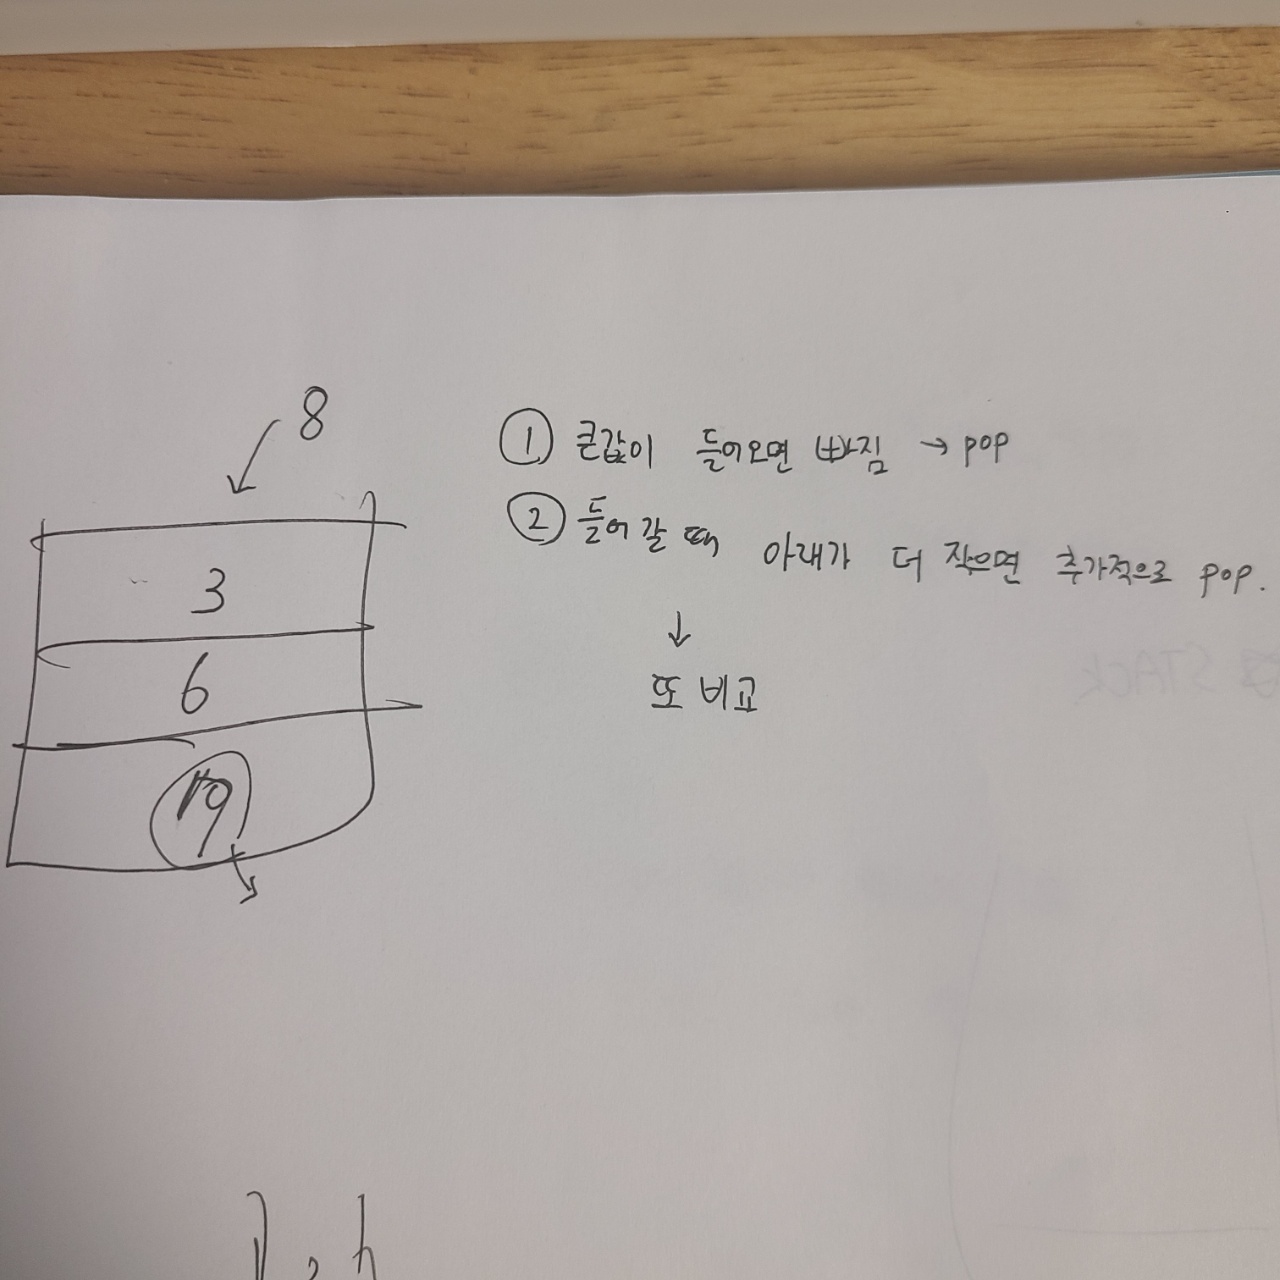 8
① 큰값이 들어오면 빠짐 → pop
② 들어갈 때 아래가 더 작으면 추가적으로 pop.
↓
또 비교
3
6